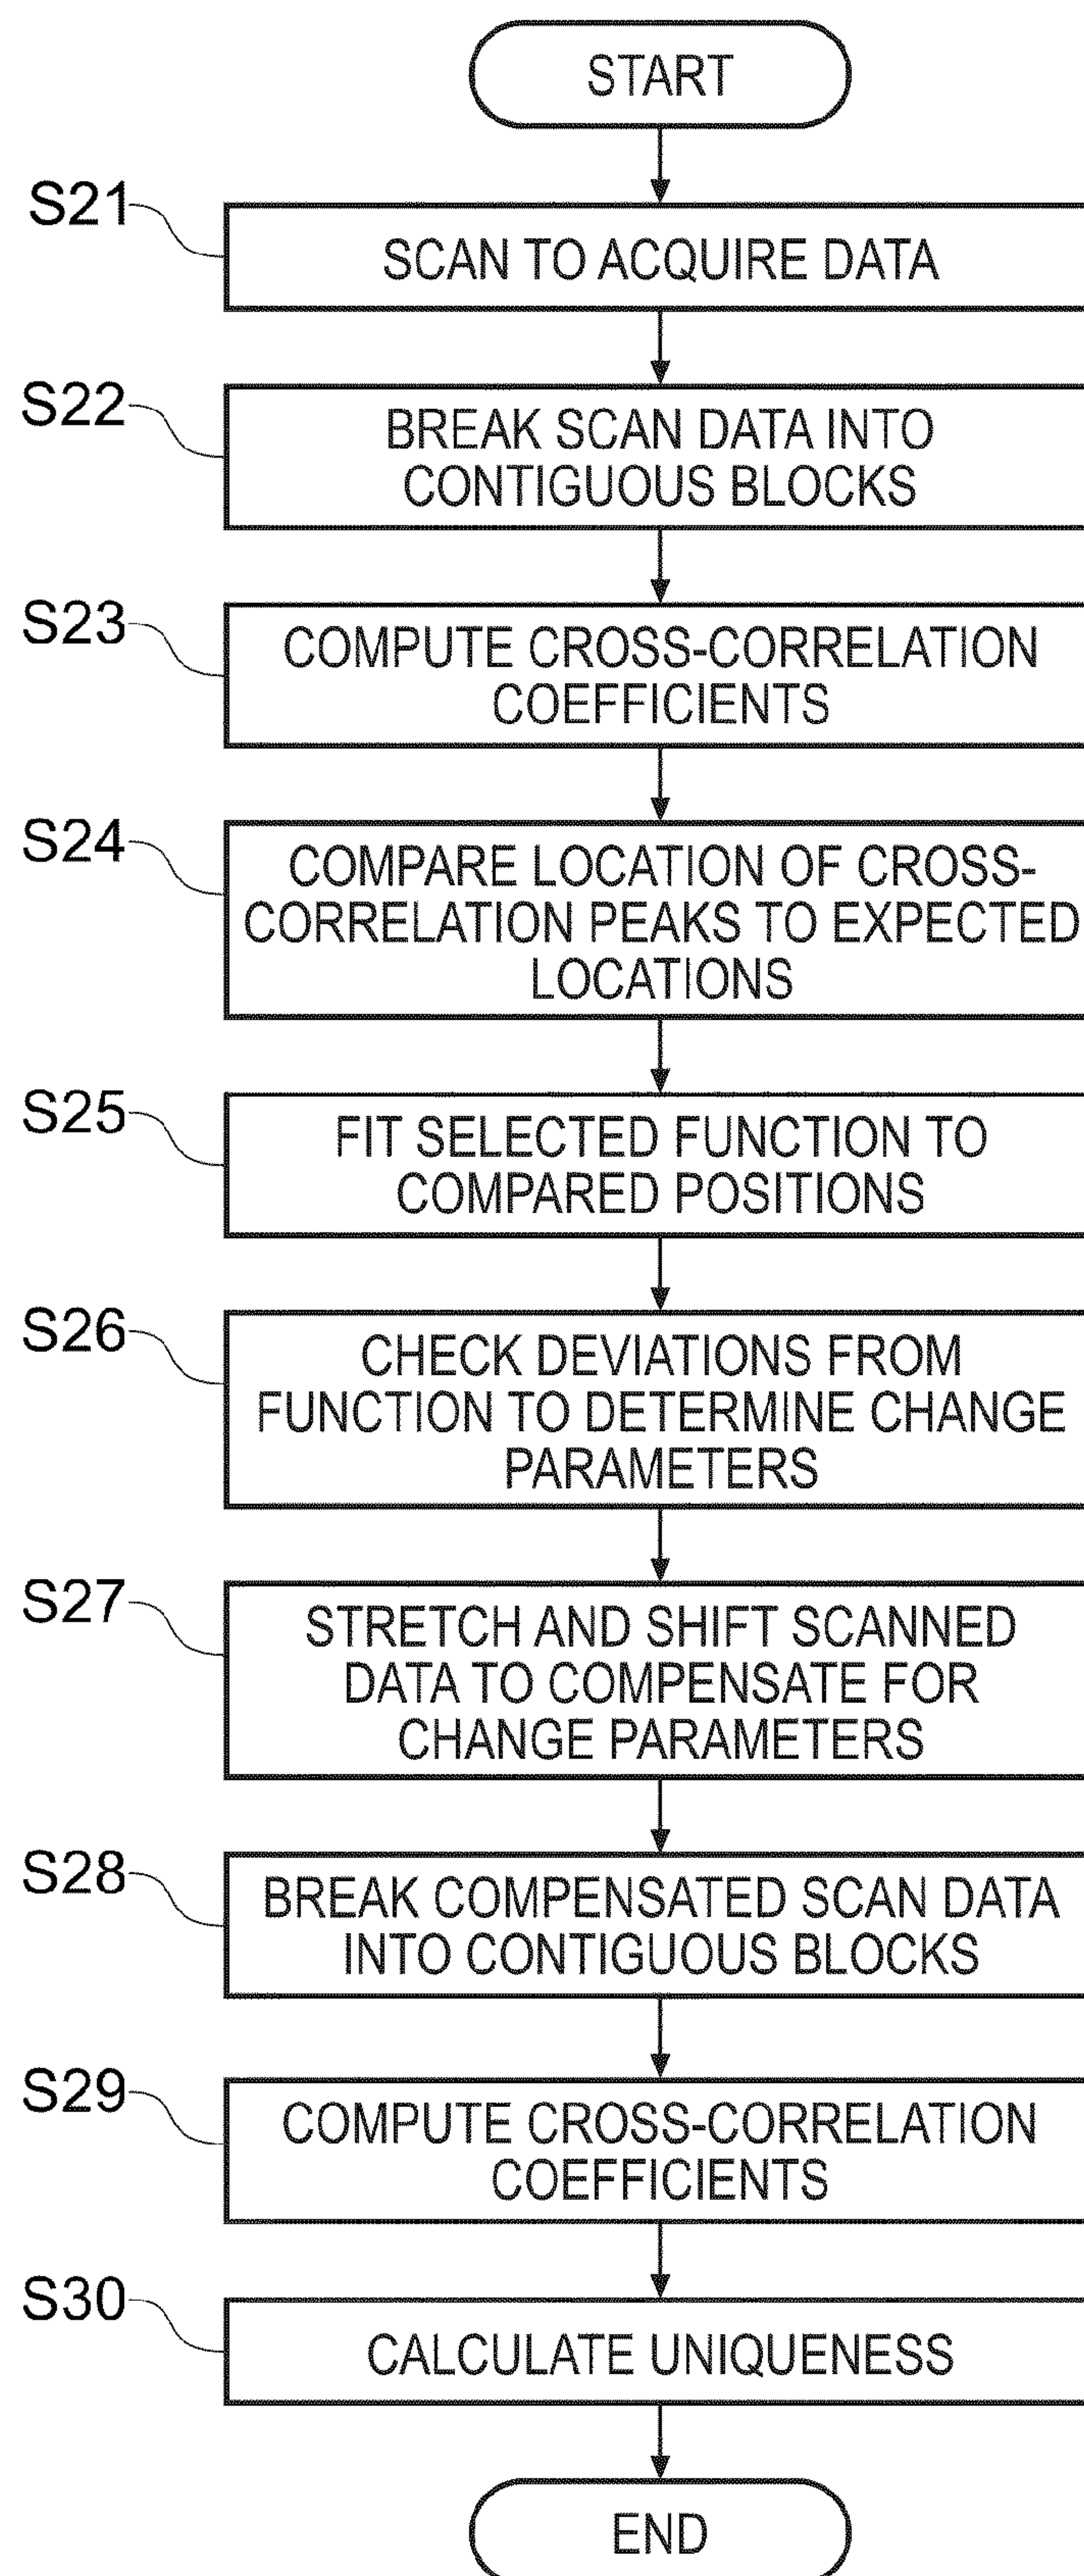 START
S21
SCAN TO ACQUIRE DATA
S22
BREAK SCAN DATA INTO
CONTIGUOUS BLOCKS
S23
COMPUTE CROSS-CORRELATION
COEFFICIENTS
S24
COMPARE LOCATION OF CROSS-
CORRELATION PEAKS TO EXPECTED
LOCATIONS
S25
FIT SELECTED FUNCTION TO
COMPARED POSITIONS
S26
CHECK DEVIATIONS FROM
FUNCTION TO DETERMINE CHANGE
PARAMETERS
S27
STRETCH AND SHIFT SCANNED
DATA TO COMPENSATE FOR
CHANGE PARAMETERS
S28
BREAK COMPENSATED SCAN DATA
INTO CONTIGUOUS BLOCKS
S29
COMPUTE CROSS-CORRELATION
COEFFICIENTS
S30
CALCULATE UNIQUENESS
END